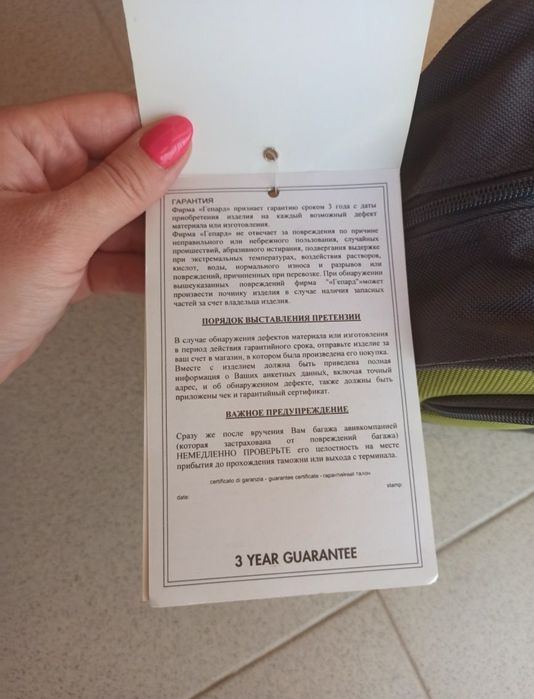 ГАРАНТИЯ
Фирма «Гепард» признает гарантию сроком 3 года с даты
приобретения изделия на каждый возможный дефект
материала или изготовления.
Фирма «Гепард» не отвечает за повреждения по причине
неправильного или небрежного пользования, случайных
происшествий, абразивного истирания, подвергания выдержке
при экстремальных температурах, воздействия растворов,
кислот, воды, нормального износа и разрывов или
повреждений, причиненных при перевозке. При обнаружении
вышеуказанных повреждений фирма "«Гепард»может
произвести починку изделия в случае наличия запасных
частей за счет владельца изделия.
ПОРЯДОК ВЫСТАВЛЕНИЯ ПРЕТЕНЗИИ
В случае обнаружения дефектов материала или изготовления
в период действия гарантийного срока, отправьте изделие за
ваш счет в магазин, в котором была произведена его покупка.
Вместе с изделием должна быть приведена полная
информация о Ваших анкетных данных, включая точный
адрес, и об обнаруженном дефекте, также должны быть
приложены чек и гарантийный сертификат.
ВАЖНОЕ ПРЕДУПРЕЖДЕНИЕ
Сразу же после вручения Вам багажа авивкомпанией
(которая застрахована от повреждений багажа)
НЕМЕДЛЕННО ПРОВЕРЬТЕ его целостность на месте
прибытия до прохождения таможни или выхода с терминала.
certificato di garanzia - guarantee certificate - гарантийный талон
date: stamp:
3 YEAR GUARANTEE